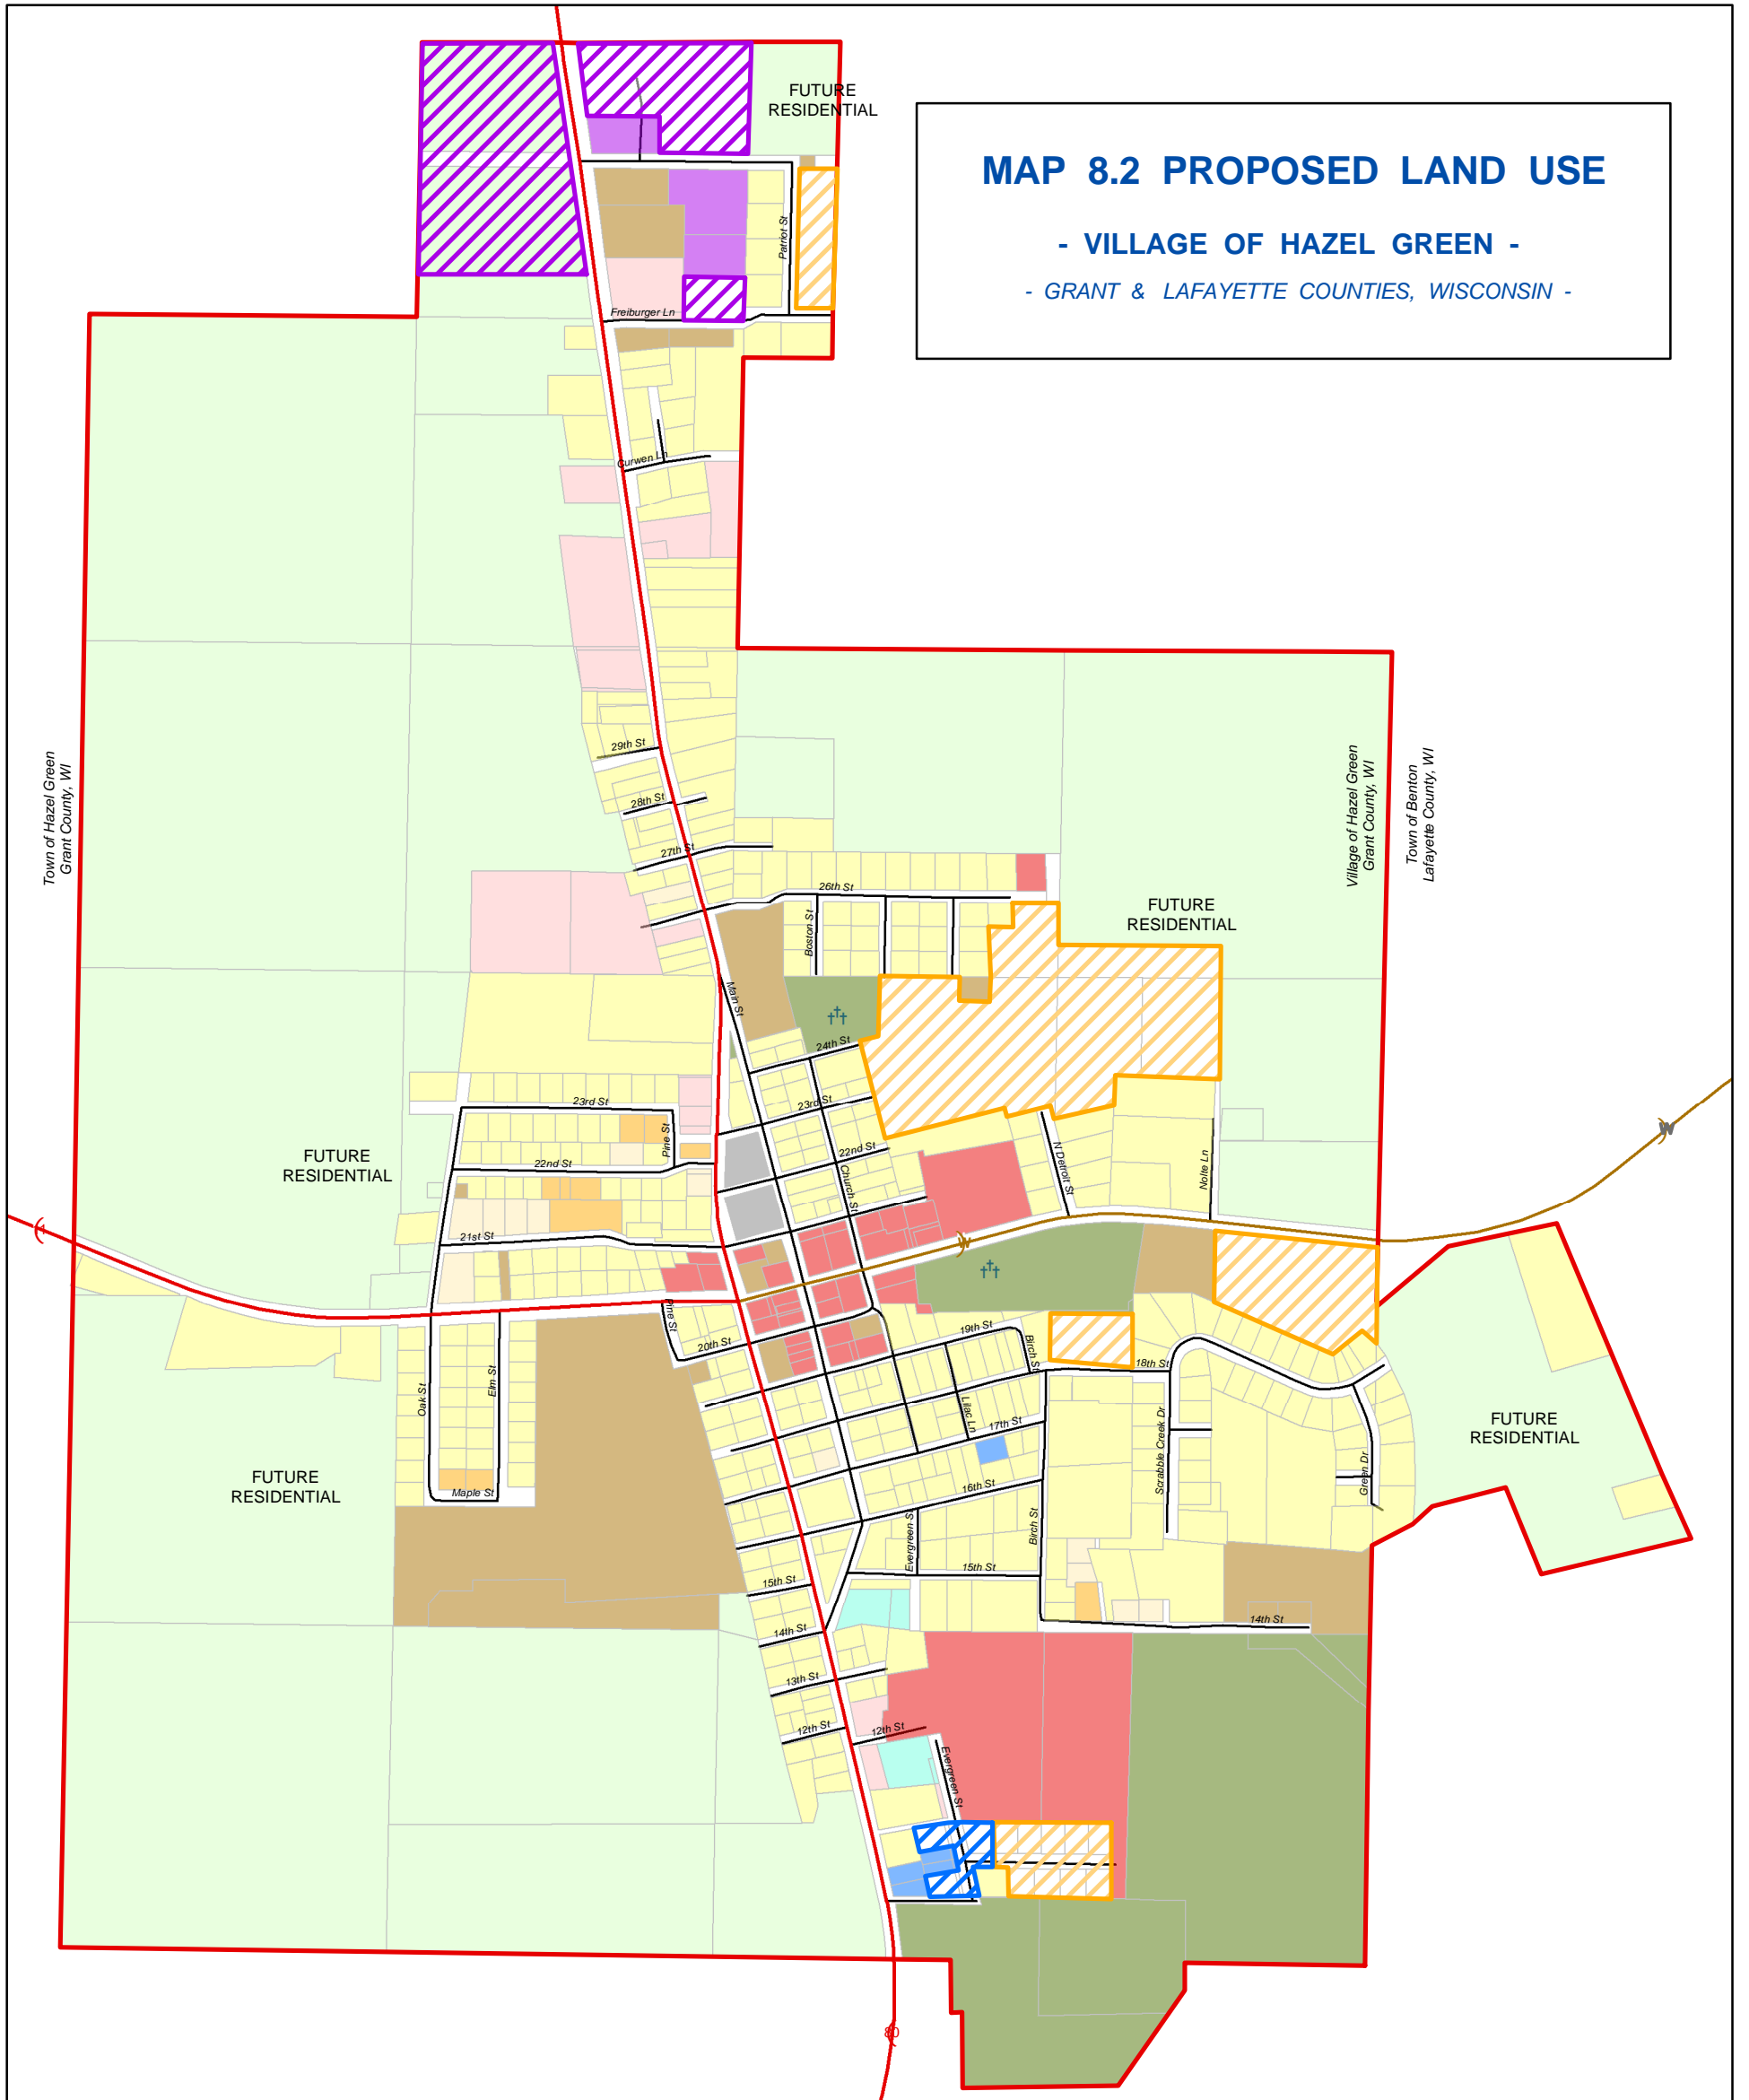 FUTURE
RESIDENTIAL
MAP 8.2 PROPOSED LAND USE
- VILLAGE OF HAZEL GREEN -
- GRANT & LAFAYETTE COUNTIES, WISCONSIN -
Patriot St
Freiburger Ln
Curwen Ln
29th St
28th St
27th St
26th St
Boston St
Town of Hazel Green
Grant County, WI
Village of Hazel Green
Grant County, WI
Town of Benton
Lafayette County, WI
FUTURE
RESIDENTIAL
Main St
24th St
23rd St
23rd St
Pine St
22nd St
22nd St
Church St
N Detroit St
Nolte Ln
W
FUTURE
RESIDENTIAL
21st St
W
Pine St
20th St
19th St
Birch St
18th St
Oak St
Elm St
Maple St
Lilac Ln
17th St
Scrabble Creek Dr
Green Dr
FUTURE
RESIDENTIAL
FUTURE
RESIDENTIAL
16th St
Evergreen St
Birch St
15th St
15th St
14th St
14th St
13th St
12th St
12th St
Evergreen St
80